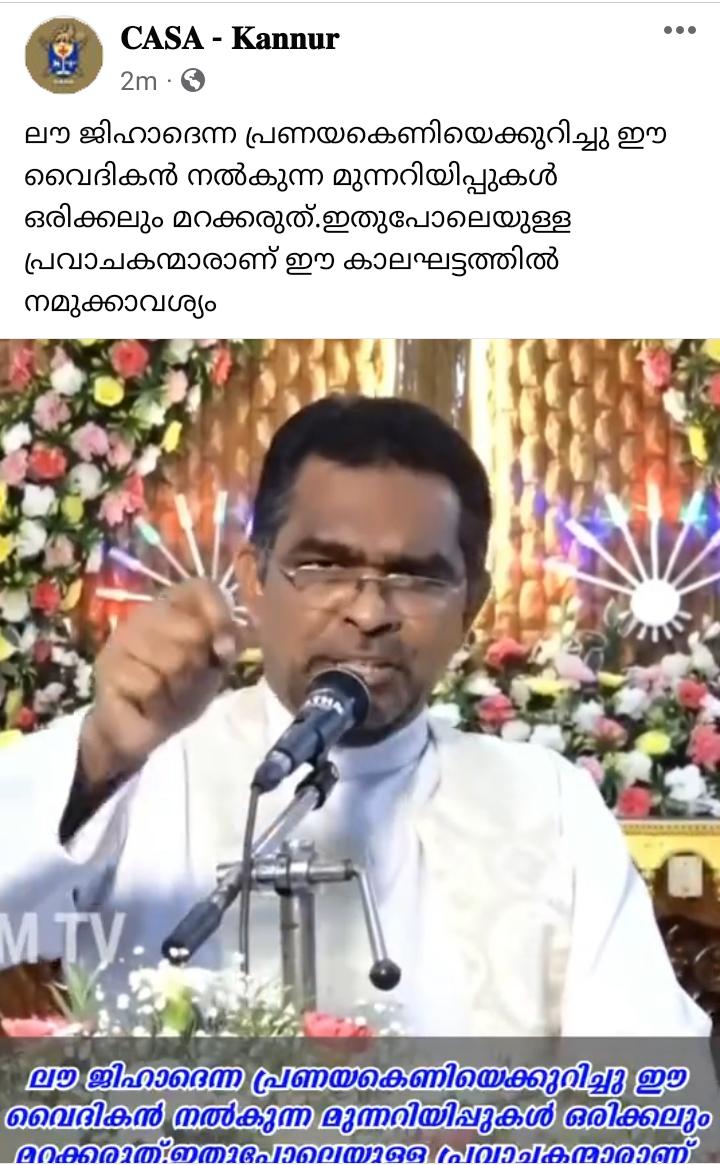 CASA - Kannur
2m ·
ലൗ ജിഹാദെന്ന പ്രണയകെണിയെക്കുറിച്ചു ഈ
വൈദികൻ നൽകുന്ന മുന്നറിയിപ്പുകൾ
ഒരിക്കലും മറക്കരുത്.ഇതുപോലെയുള്ള
പ്രവാചകന്മാരാണ് ഈ കാലഘട്ടത്തിൽ
നമുക്കാവശ്യം
M TV
ലൗ ജിഹാദെന്ന പ്രണയകെണിയെക്കുറിച്ചു ഈ
വൈദികൻ നൽകുന്ന മുന്നറിയിപ്പുകൾ ഒരിക്കലും
മറക്കരുത്.ഇതുപോലെയുള്ള പ്രവാചകന്മാരാണ്